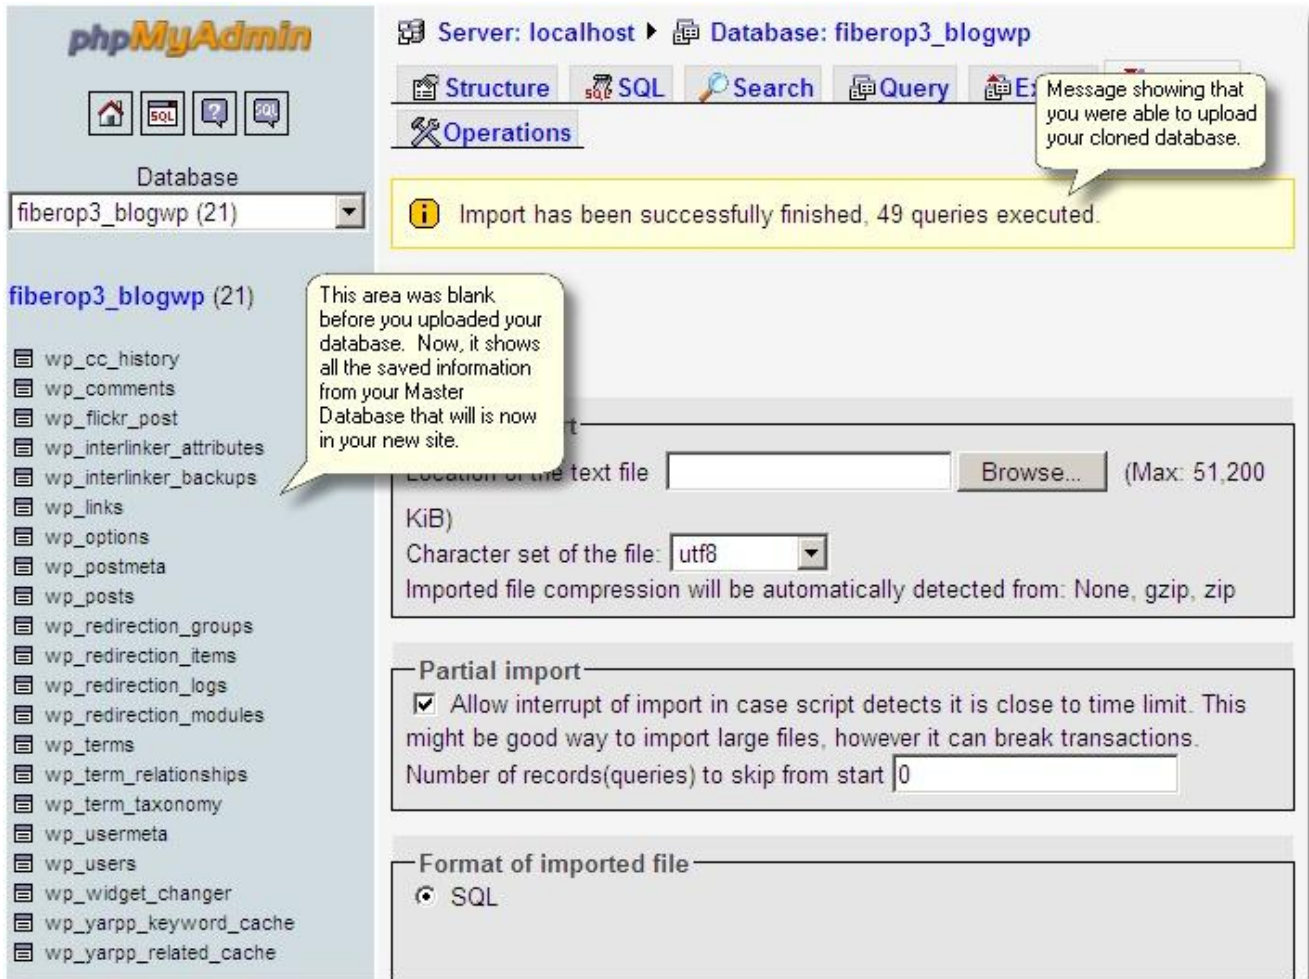 phpMyAdmin
SQL
?
SQL
Database
fiberop3_blogwp (21)
fiberop3_blogwp (21)
wp_cc_history
wp_comments
wp_flickr_post
wp_interlinker_attributes
wp_interlinker_backups
wp_links
wp_options
wp_postmeta
wp_posts
wp_redirection_groups
wp_redirection_items
wp_redirection_logs
wp_redirection_modules
wp_terms
wp_term_relationships
wp_term_taxonomy
wp_usermeta
wp_users
wp_widget_changer
wp_yarpp_keyword_cache
wp_yarpp_related_cache
This area was blank
before you uploaded your
database. Now, it shows
all the saved information
from your Master
Database that will is now
in your new site.
Server: localhost Database: fiberop3_blogwp
Structure SQL Search Query
Operations
Message showing that
you were able to upload
your cloned database.
Import has been successfully finished, 49 queries executed.
Location of the text file Browse... (Max: 51,200
KiB)
Character set of the file: utf8
Imported file compression will be automatically detected from: None, gzip, zip
Partial import
Allow interrupt of import in case script detects it is close to time limit. This
might be good way to import large files, however it can break transactions.
Number of records(queries) to skip from start 0
Format of imported file
SQL